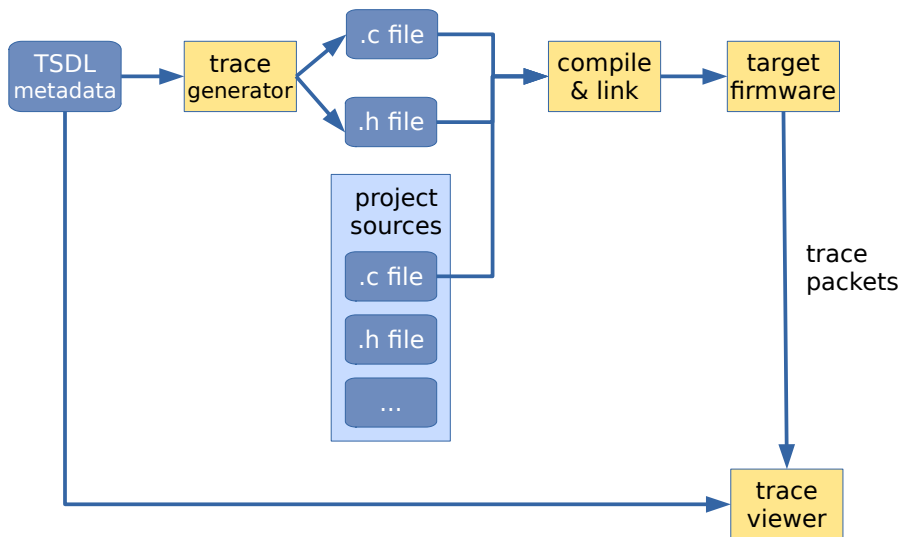 TSDL
metadata
trace
generator
.c file
.h file
compile
& link
target
firmware
project
sources
.c file
.h file
...
trace
packets
trace
viewer